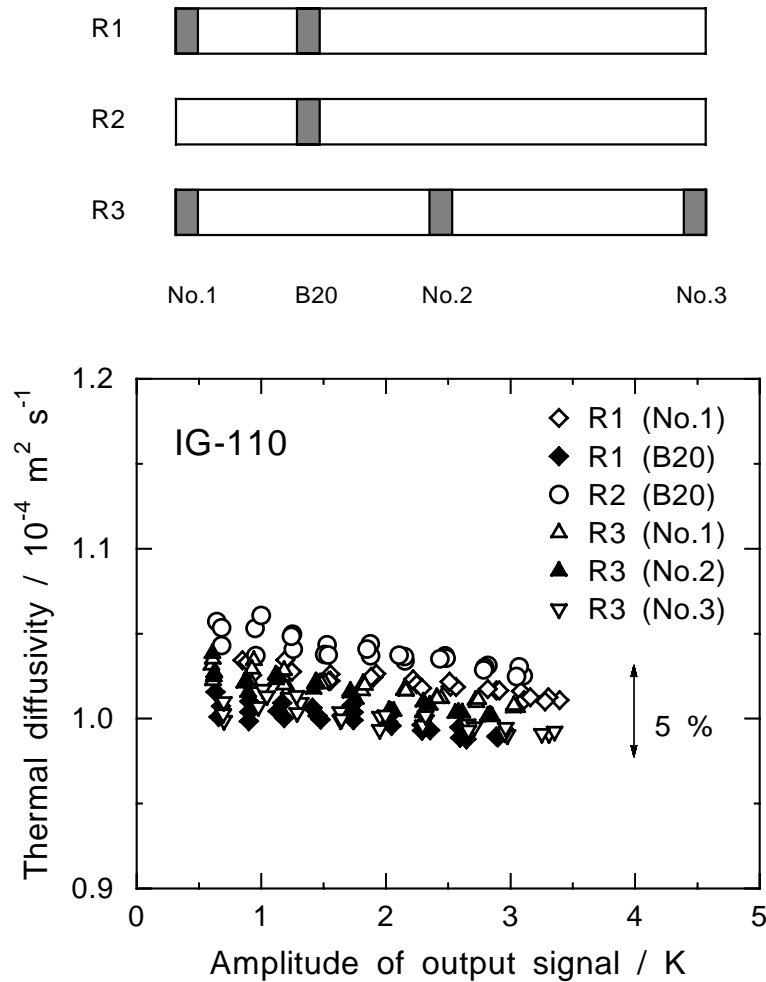 R1
R2
R3
No.1 B20 No.2 No.3
Thermal diffusivity / 10⁻⁴ m² s⁻¹
1.2
1.1
1.0
0.9
IG-110
R1 (No.1)
R1 (B20)
R2 (B20)
R3 (No.1)
R3 (No.2)
R3 (No.3)
5 %
0 1 2 3 4 5
Amplitude of output signal / K